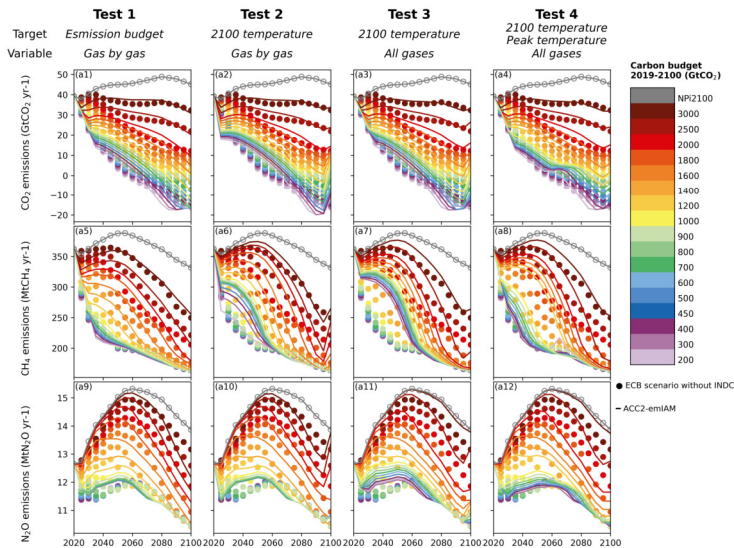 Test 1 Test 2 Test 3 Test 4
Target Esmission budget 2100 temperature 2100 temperature 2100 temperature
Peak temperature
Variable Gas by gas Gas by gas All gases All gases
Carbon budget
2019-2100 (GtCO2)
NPi2100
3000
2500
2000
1800
1600
1400
1200
1000
900
800
700
600
500
450
400
300
200
ECB scenario without INDC
ACC2-emIAM
CO2 emissions (GtCO2 yr-1)
50
40
30
20
10
0
−10
−20
(a1) (a2) (a3) (a4)
CH4 emissions (MtCH4 yr-1)
350
300
250
200
(a5) (a6) (a7) (a8)
N2O emissions (MtN2O yr-1)
15
14
13
12
11
(a9) (a10) (a11) (a12)
2020 2040 2060 2080 2100 2020 2040 2060 2080 2100 2020 2040 2060 2080 2100 2020 2040 2060 2080 2100